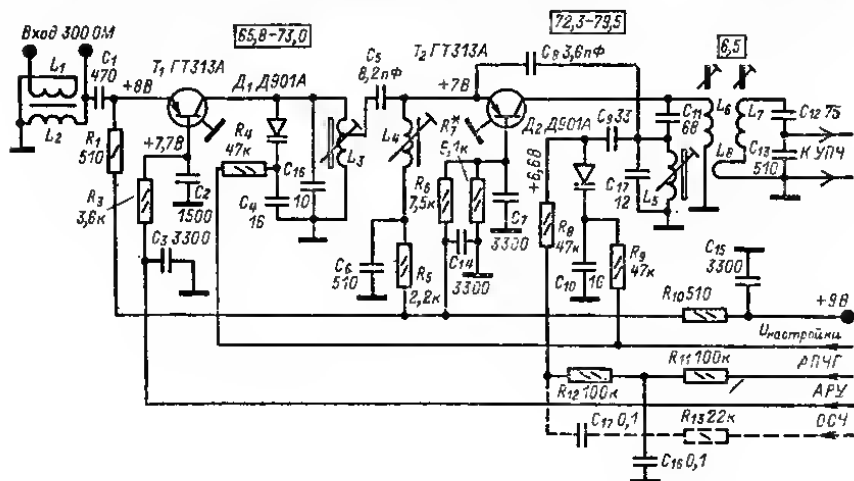 Вход 300 Ом
65,8–73,0
72,3–79,5
6,5
L1
L2
C1
470
+8В
T1 ГТ313А
Д1 Д901А
C5
8,2пФ
T2 ГТ313А
+7В
C8 3,6пФ
R1
510
+7,7В
R3
3,6к
C2
1500
C3 3300
R4
47к
C4
16
C16
10
L3
L4
C6
510
R5
2,2к
R6
7,5к
R7*
5,1к
C14
3300
C7
3300
Д2 Д901А
C9 33
+6,6В
R8
47к
C10
16
R9
47к
C17
12
L5
C11
68
L6
L7
L8
C12 75
C13
510
К УПЧ
C15
3300
R10 510
+9В
Uнастройки
R11 100к
АПЧГ
R12 100к
АРУ
C17 0,1
R13 22к
ОСЧ
C16 0,1